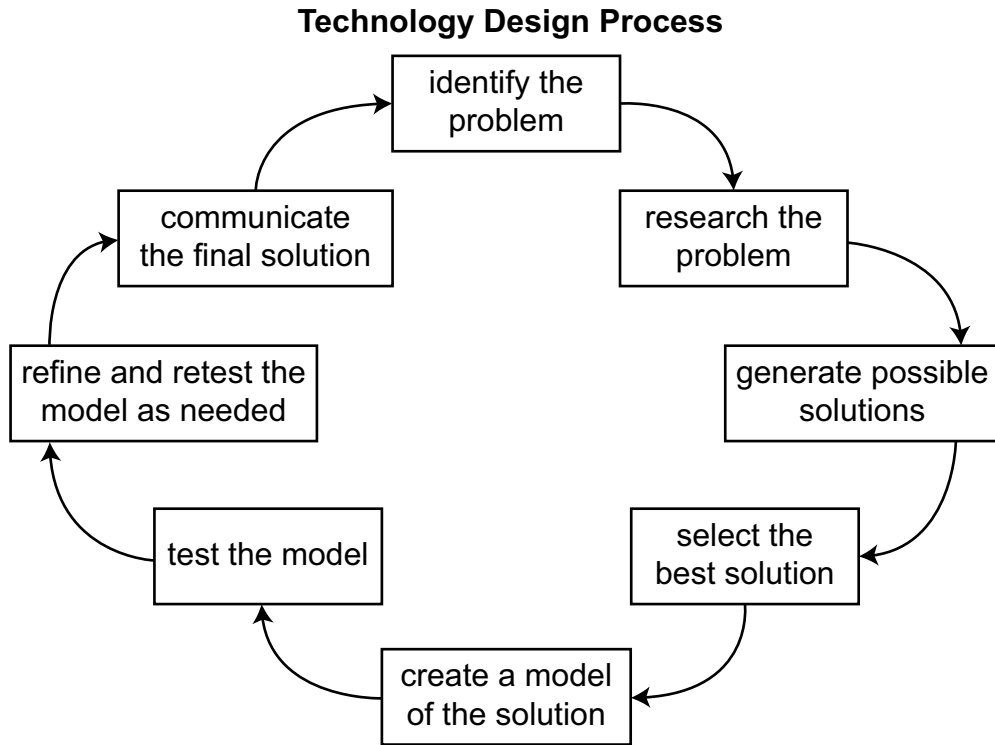 Technology Design Process
identify the
problem
research the
problem
generate possible
solutions
select the
best solution
create a model
of the solution
test the model
refine and retest the
model as needed
communicate
the final solution